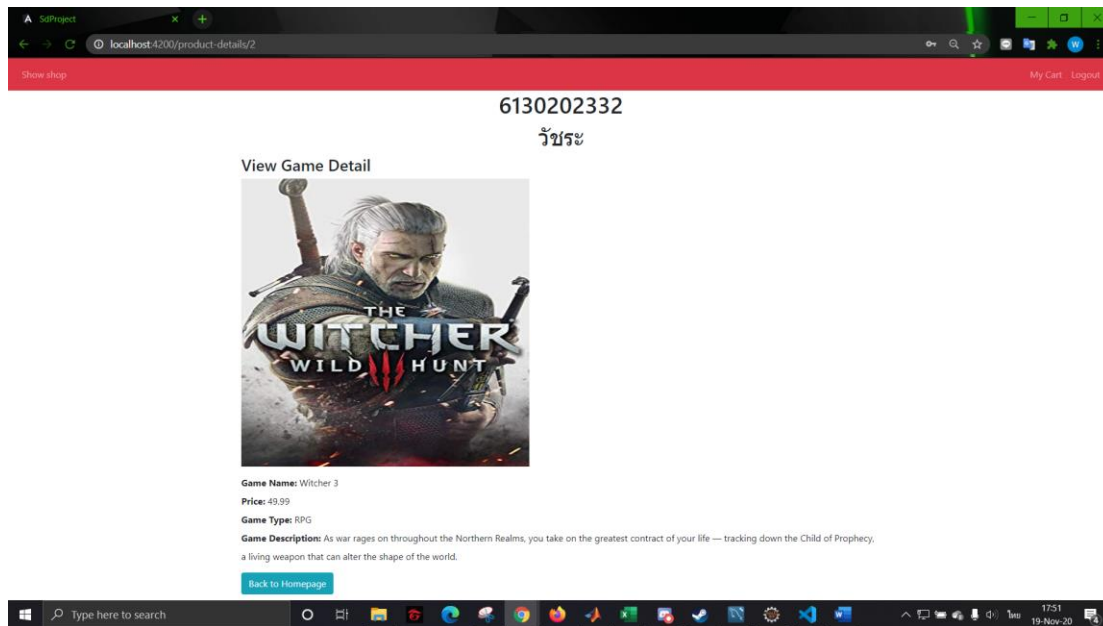 SdProject
localhost:4200/product-details/2
W
Show shop
My Cart Logout
6130202332
วัชระ
View Game Detail
THE
WITCHER
WILD HUNT
Game Name: Witcher 3
Price: 49.99
Game Type: RPG
Game Description: As war rages on throughout the Northern Realms, you take on the greatest contract of your life — tracking down the Child of Prophecy,
a living weapon that can alter the shape of the world.
Back to Homepage
Type here to search
ไทย
17:51
19-Nov-20